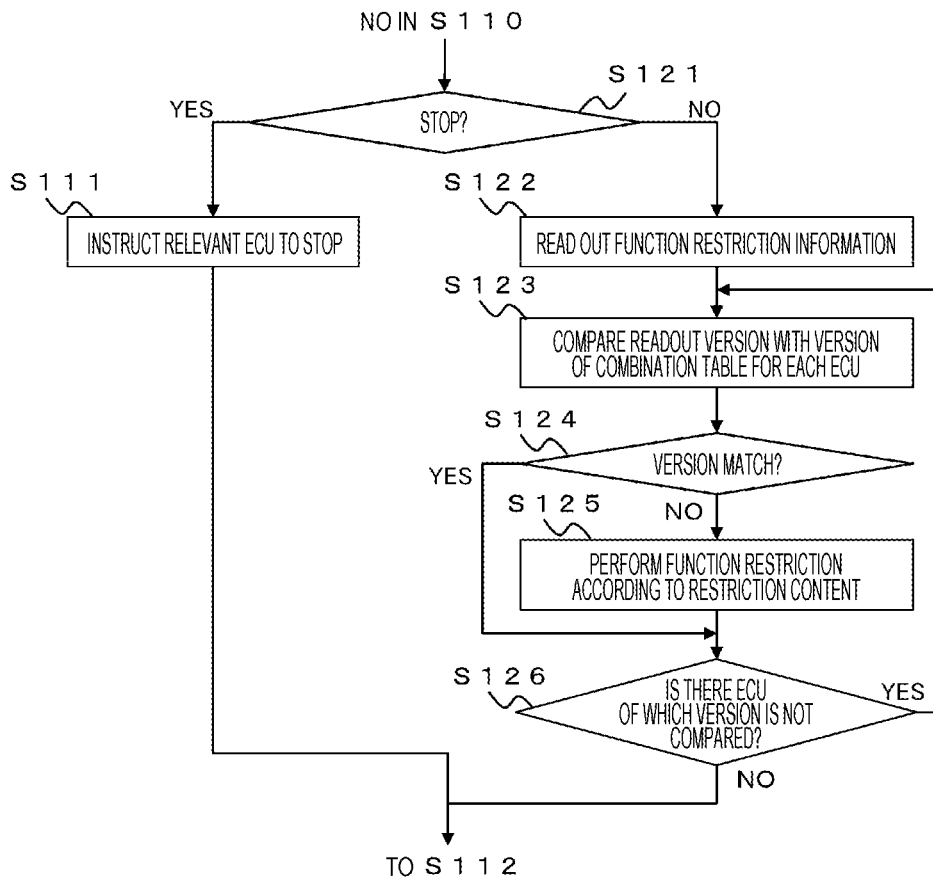 NO IN S110
S121
YES
STOP?
NO
S111
INSTRUCT RELEVANT ECU TO STOP
S122
READ OUT FUNCTION RESTRICTION INFORMATION
S123
COMPARE READOUT VERSION WITH VERSION
OF COMBINATION TABLE FOR EACH ECU
S124
VERSION MATCH?
YES
NO
S125
PERFORM FUNCTION RESTRICTION
ACCORDING TO RESTRICTION CONTENT
S126
IS THERE ECU
OF WHICH VERSION IS NOT
COMPARED?
YES
NO
TO S112